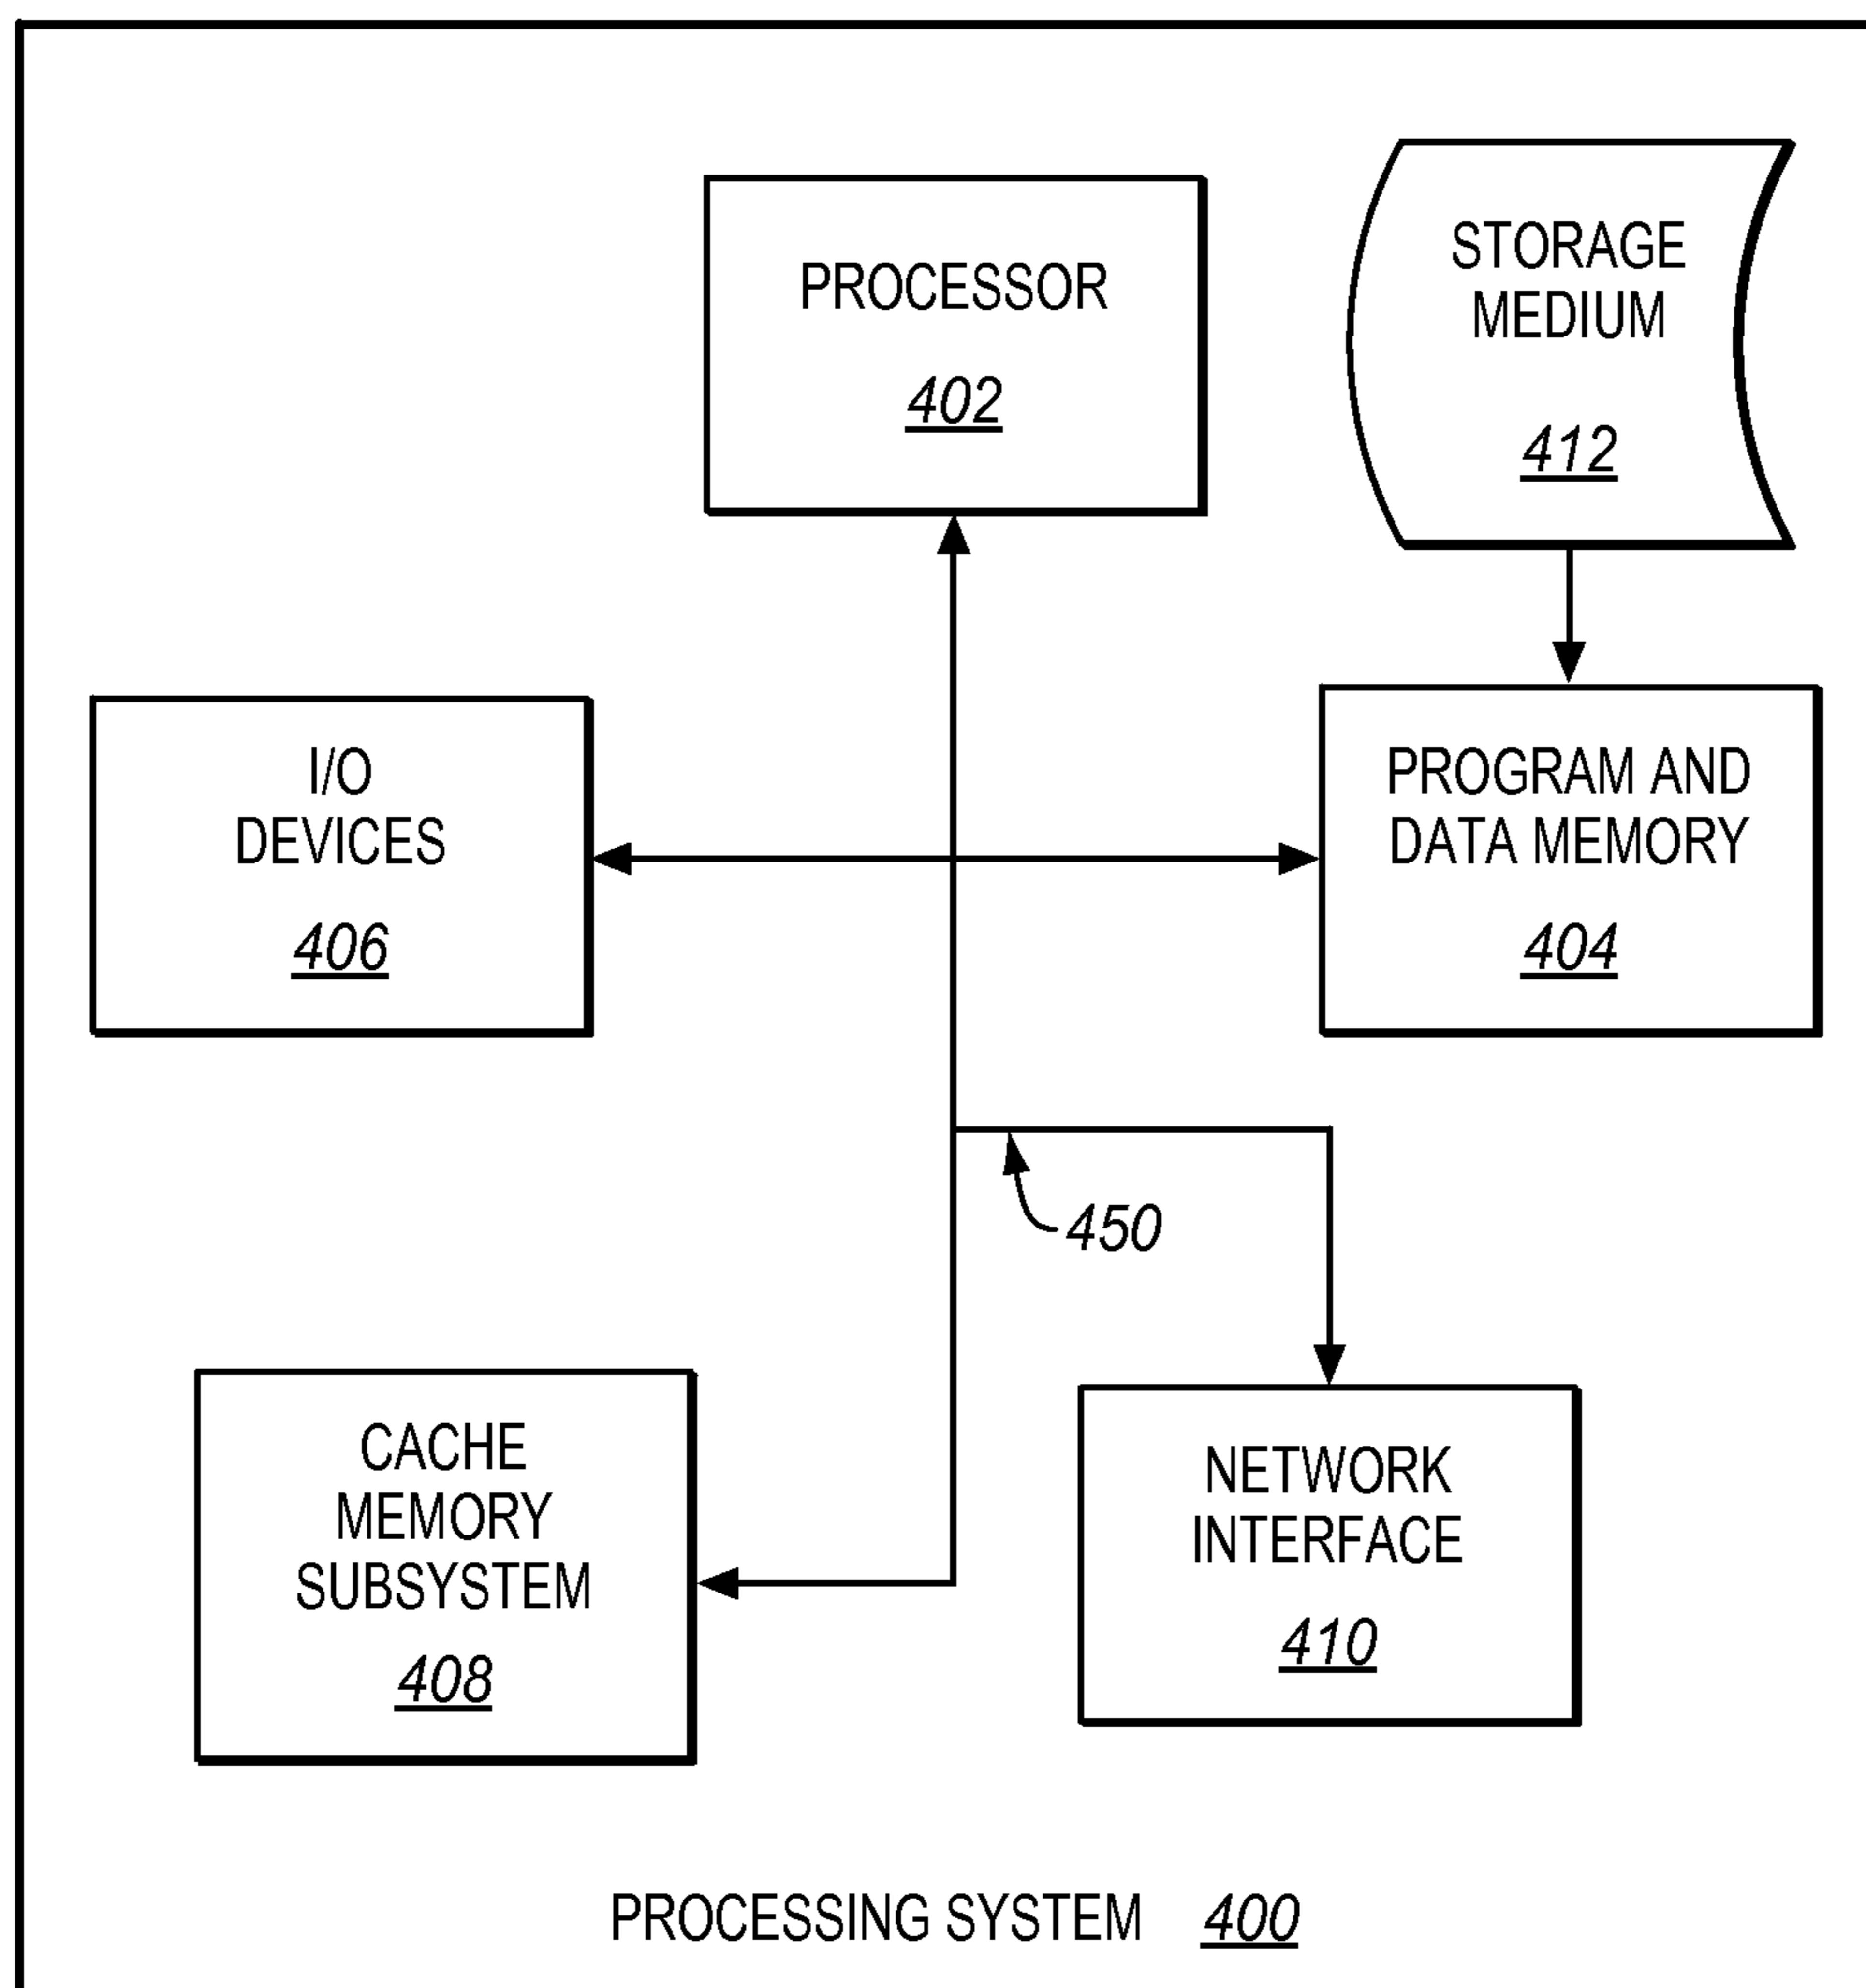 PROCESSOR
402
STORAGE
MEDIUM
412
I/O
DEVICES
406
PROGRAM AND
DATA MEMORY
404
450
CACHE
MEMORY
SUBSYSTEM
408
NETWORK
INTERFACE
410
PROCESSING SYSTEM 400